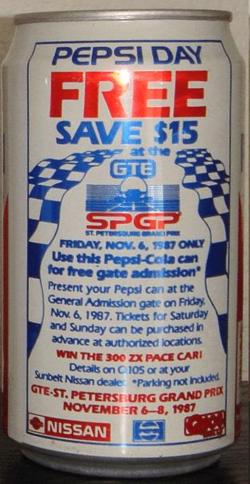 PEPSI DAY
FREE
SAVE $15
at the
GTE
SPGP
ST. PETERSBURG GRAND PRIX
FRIDAY, NOV. 6, 1987 ONLY
Use this Pepsi-Cola can
for free gate admission*
Present your Pepsi can at the
General Admission gate on Friday,
Nov. 6, 1987. Tickets for Saturday
and Sunday can be purchased in
advance at authorized locations.
WIN THE 300 ZX PACE CAR!
Details on Q105 or at your
Sunbelt Nissan dealer. *Parking not included.
GTE-ST. PETERSBURG GRAND PRIX
NOVEMBER 6-8, 1987
NISSAN